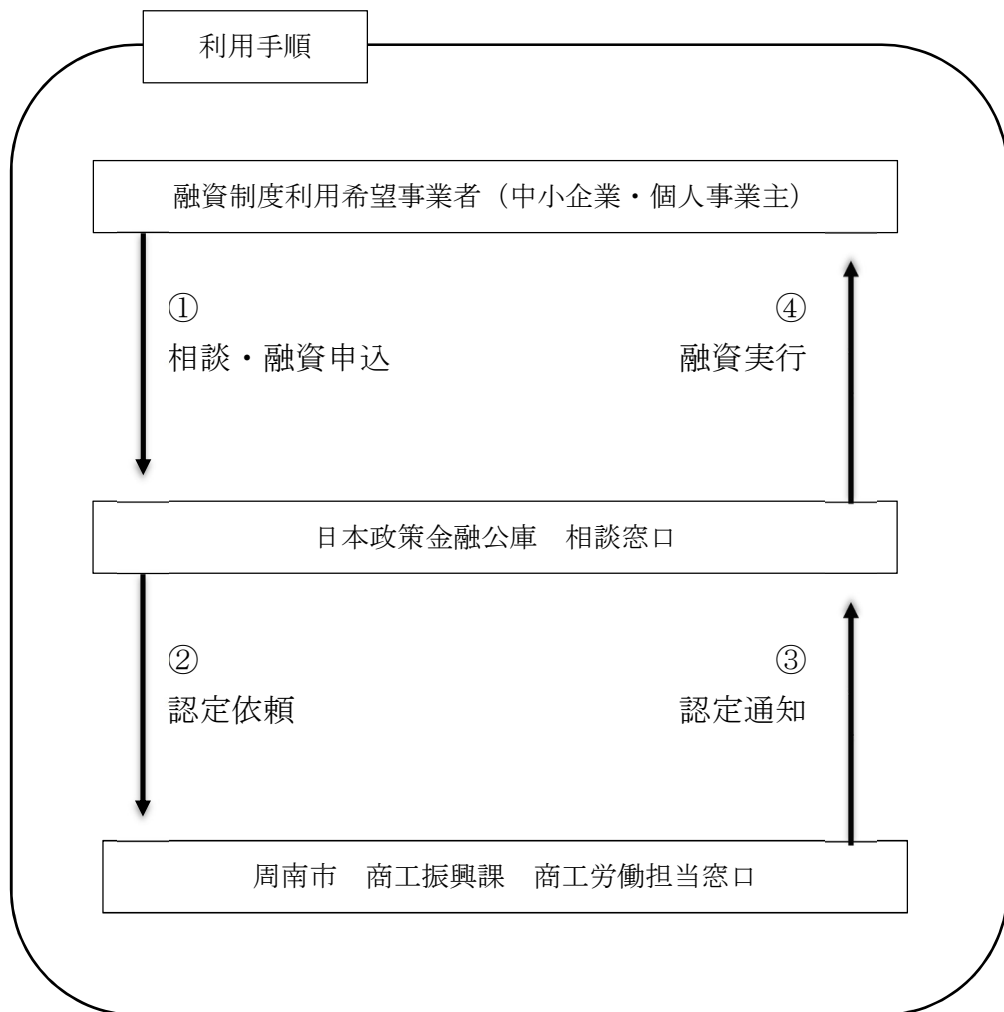 利用手順
融資制度利用希望事業者（中小企業・個人事業主）
①
相談・融資申込
④
融資実行
日本政策金融公庫　相談窓口
②
認定依頼
③
認定通知
周南市　商工振興課　商工労働担当窓口